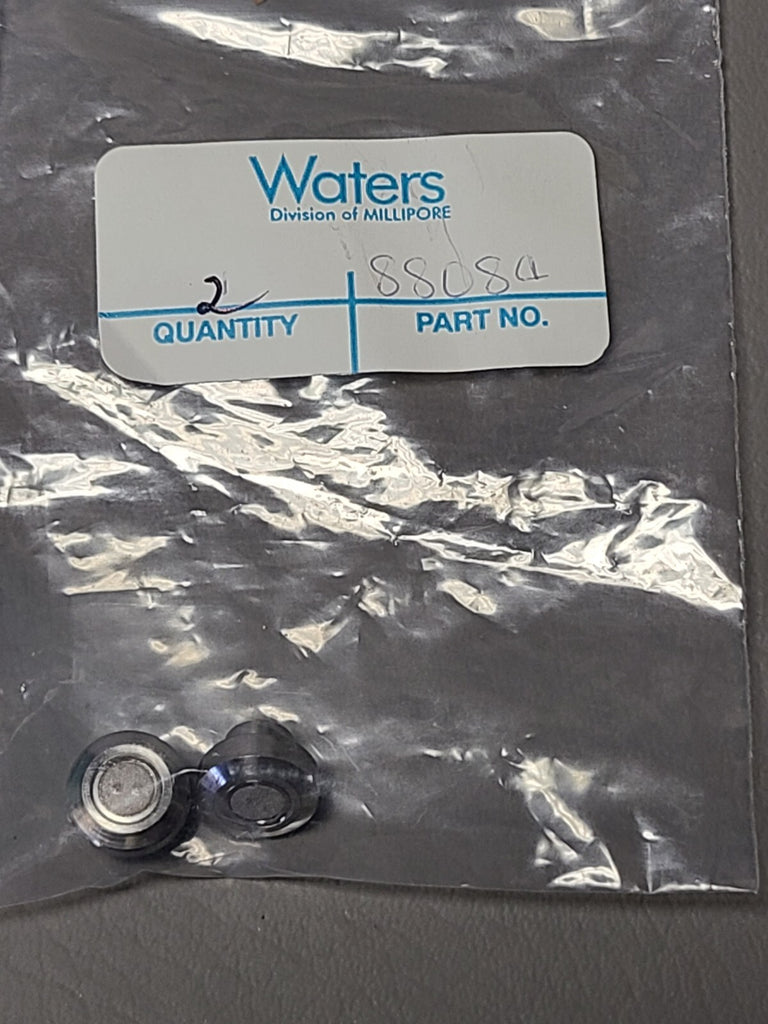 Waters
Division of MILLIPORE
2 88084
QUANTITY PART NO.